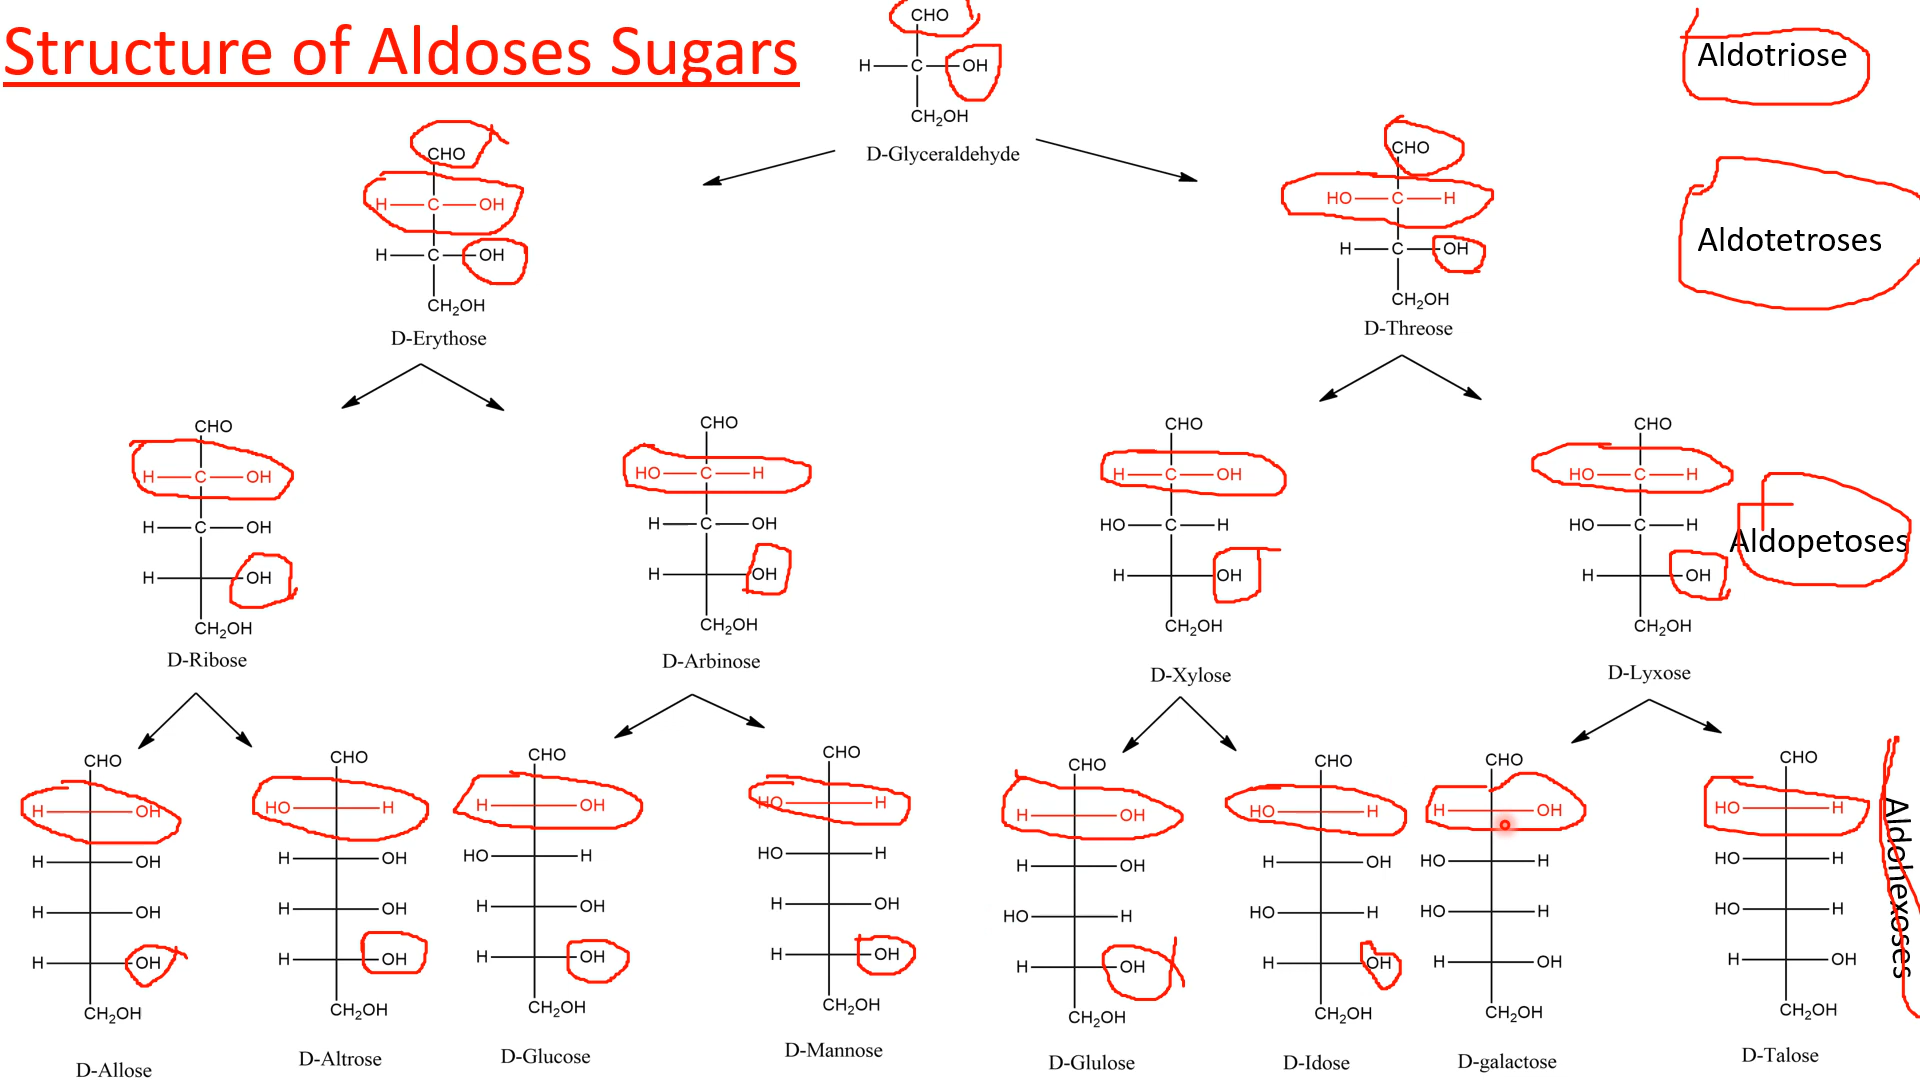 Structure of Aldoses Sugars
CHO
H C OH
CH₂OH
D-Glyceraldehyde
Aldotriose
CHO
H C OH
H C OH
CH₂OH
D-Erythose
CHO
HO C H
H C OH
CH₂OH
D-Threose
Aldotetroses
CHO
H C OH
H C OH
H OH
CH₂OH
D-Ribose
CHO
HO C H
H C OH
H OH
CH₂OH
D-Arbinose
CHO
H C OH
HO C H
H OH
CH₂OH
D-Xylose
CHO
HO C H
HO C H
H OH
CH₂OH
D-Lyxose
Aldopetoses
CHO
H OH
H OH
H OH
H OH
CH₂OH
D-Allose
CHO
HO H
H OH
H OH
H OH
CH₂OH
D-Altrose
CHO
H OH
HO H
H OH
H OH
CH₂OH
D-Glucose
CHO
HO H
HO H
H OH
H OH
CH₂OH
D-Mannose
CHO
H OH
H OH
HO H
H OH
CH₂OH
D-Glulose
CHO
HO H
H OH
HO H
H OH
CH₂OH
D-Idose
CHO
H OH
HO H
HO H
H OH
CH₂OH
D-galactose
CHO
HO H
HO H
HO H
H OH
CH₂OH
D-Talose
Aldohexoses